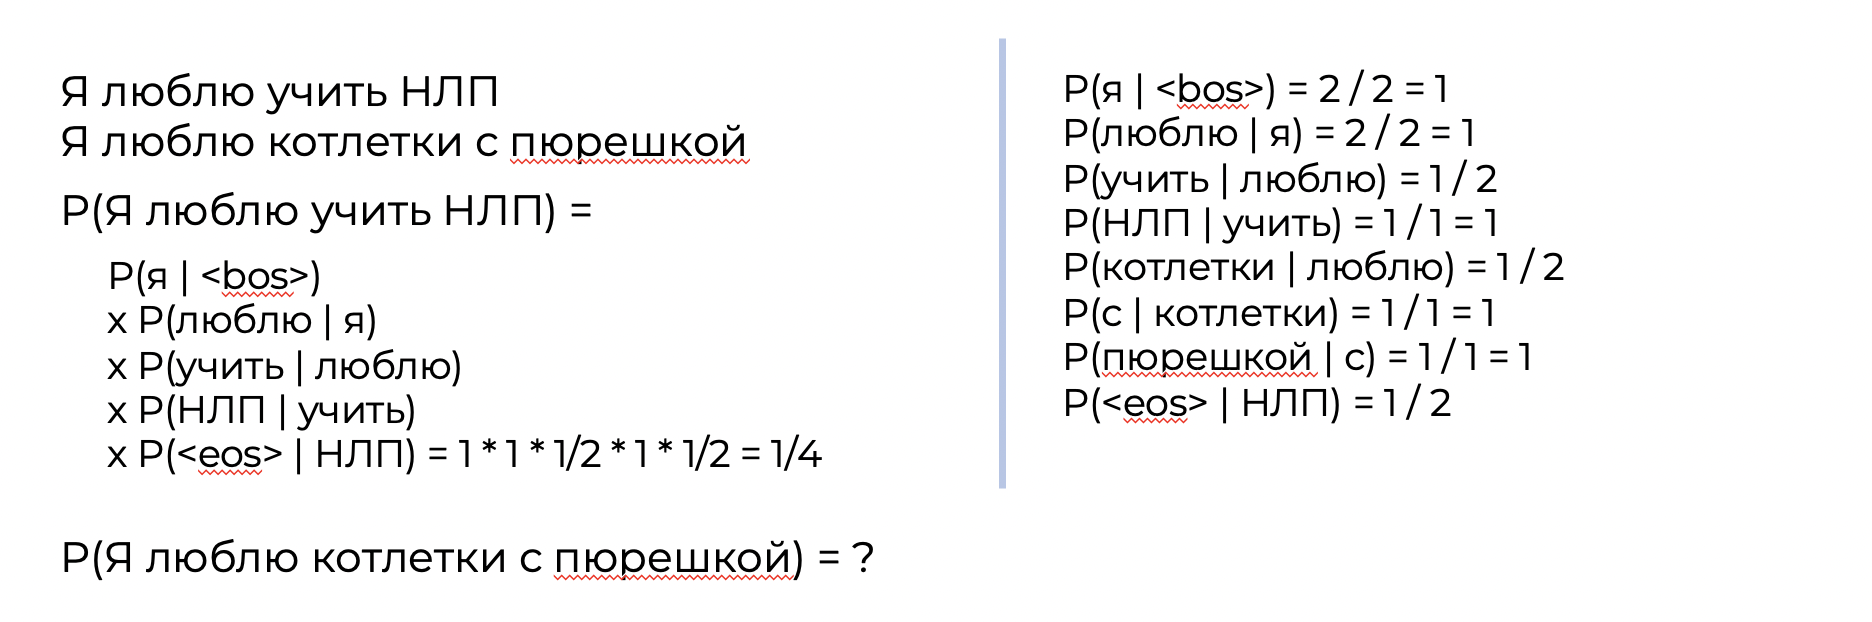 Я люблю учить НЛП
Я люблю котлетки с пюрешкой
P(Я люблю учить НЛП) =
P(я | <bos>)
x P(люблю | я)
x P(учить | люблю)
x P(НЛП | учить)
x P(<eos> | НЛП) = 1 * 1 * 1/2 * 1 * 1/2 = 1/4
P(Я люблю котлетки с пюрешкой) = ?
P(я | <bos>) = 2 / 2 = 1
P(люблю | я) = 2 / 2 = 1
P(учить | люблю) = 1 / 2
P(НЛП | учить) = 1 / 1 = 1
P(котлетки | люблю) = 1 / 2
P(с | котлетки) = 1 / 1 = 1
P(пюрешкой | с) = 1 / 1 = 1
P(<eos> | НЛП) = 1 / 2